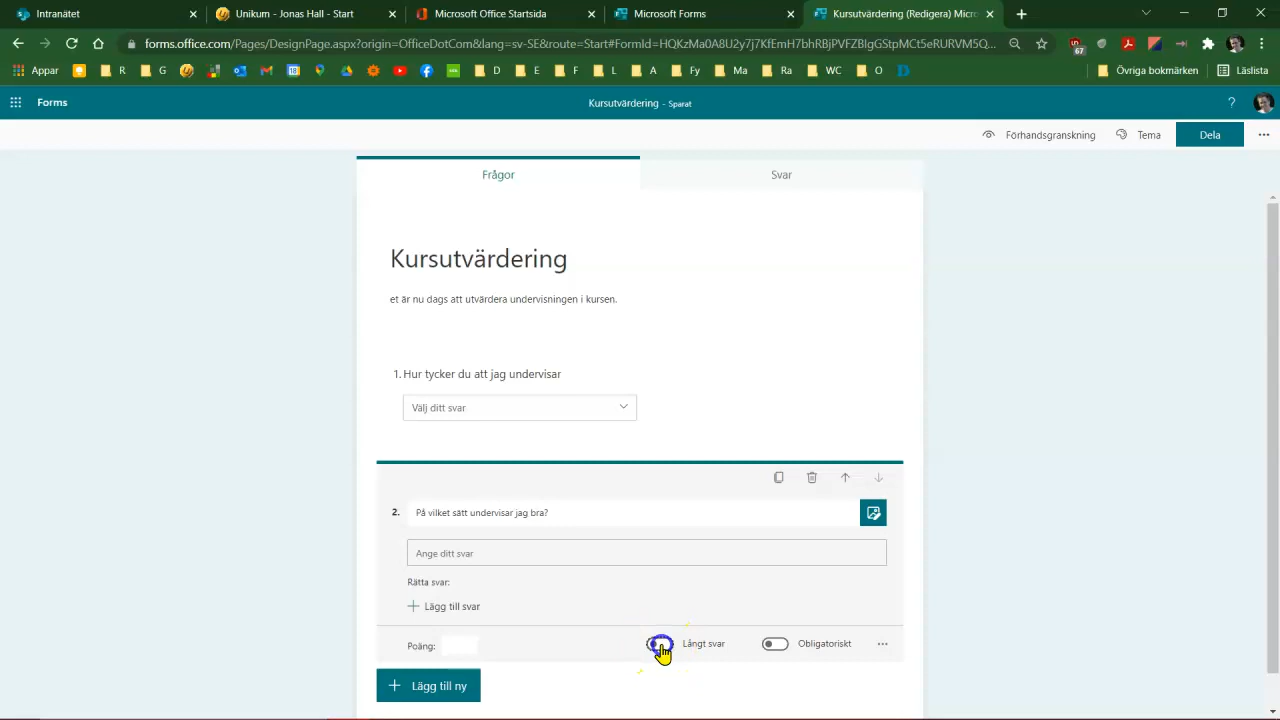 Intranätet
Unikum - Jonas Hall - Start
Microsoft Office Startsida
Microsoft Forms
Kursutvärdering (Redigera) Micro
forms.office.com/Pages/DesignPage.aspx?origin=OfficeDotCom&lang=sv-SE&route=Start#FormId=HQKzMa0A8U2y7j7KfEmH7bhRBJPVFZBIgGStpMCt5eRURVM5Q...
67
Appar
R
G
18
D
E
F
L
A
Fy
Ma
Ra
WC
O
Övriga bokmärken
Läslista
Forms
Kursutvärdering - Sparat
?
Förhandsgranskning
Tema
Dela
Frågor
Svar
Kursutvärdering
et är nu dags att utvärdera undervisningen i kursen.
1. Hur tycker du att jag undervisar
Välj ditt svar
2. På vilket sätt undervisar jag bra?
Ange ditt svar
Rätta svar:
Lägg till svar
Poäng:
Långt svar
Obligatoriskt
Lägg till ny